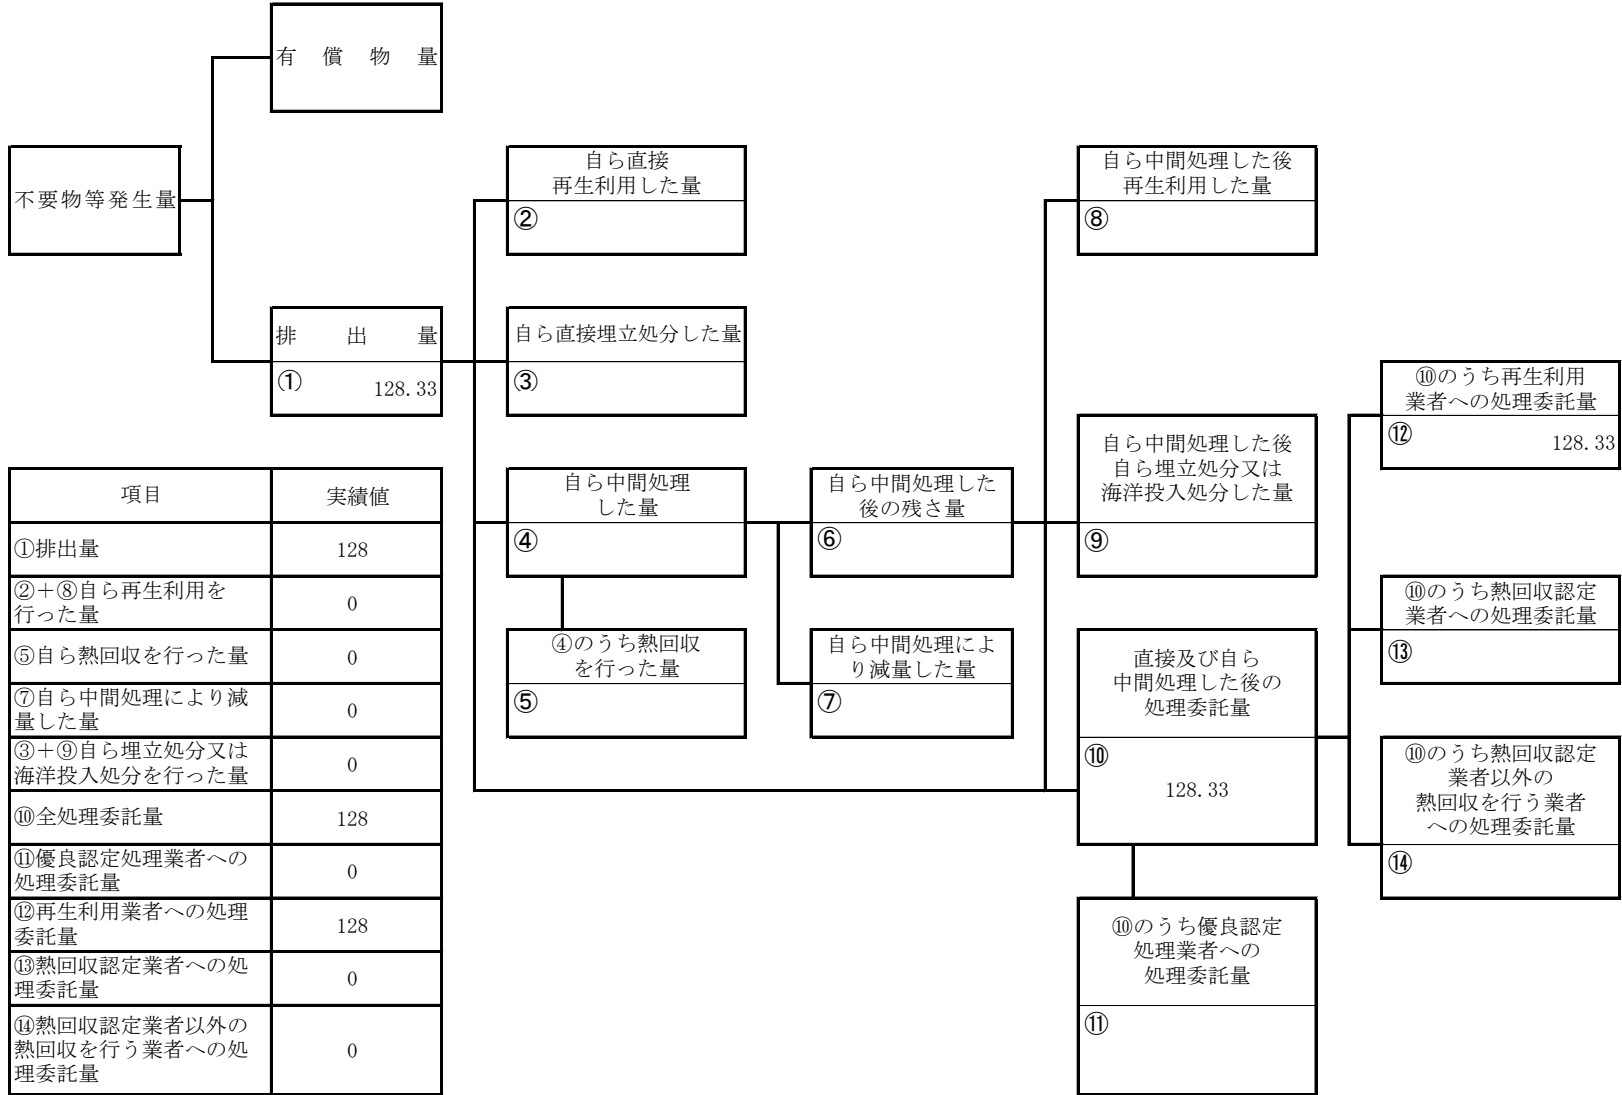 有償物量
不要物等発生量
排出量
① 128.33
自ら直接
再生利用した量
②
自ら直接埋立処分した量
③
自ら中間処理
した量
④
④のうち熱回収
を行った量
⑤
自ら中間処理した
後の残さ量
⑥
自ら中間処理によ
り減量した量
⑦
自ら中間処理した後
再生利用した量
⑧
自ら中間処理した後
自ら埋立処分又は
海洋投入処分した量
⑨
直接及び自ら
中間処理した後の
処理委託量
⑩
128.33
⑩のうち優良認定
処理業者への
処理委託量
⑪
⑩のうち再生利用
業者への処理委託量
⑫ 128.33
⑩のうち熱回収認定
業者への処理委託量
⑬
⑩のうち熱回収認定
業者以外の
熱回収を行う業者
への処理委託量
⑭
項目 実績値
①排出量 128
②+⑧自ら再生利用を
行った量 0
⑤自ら熱回収を行った量 0
⑦自ら中間処理により減
量した量 0
③+⑨自ら埋立処分又は
海洋投入処分を行った量 0
⑩全処理委託量 128
⑪優良認定処理業者への
処理委託量 0
⑫再生利用業者への処理
委託量 128
⑬熱回収認定業者への処
理委託量 0
⑭熱回収認定業者以外の
熱回収を行う業者への処
理委託量 0